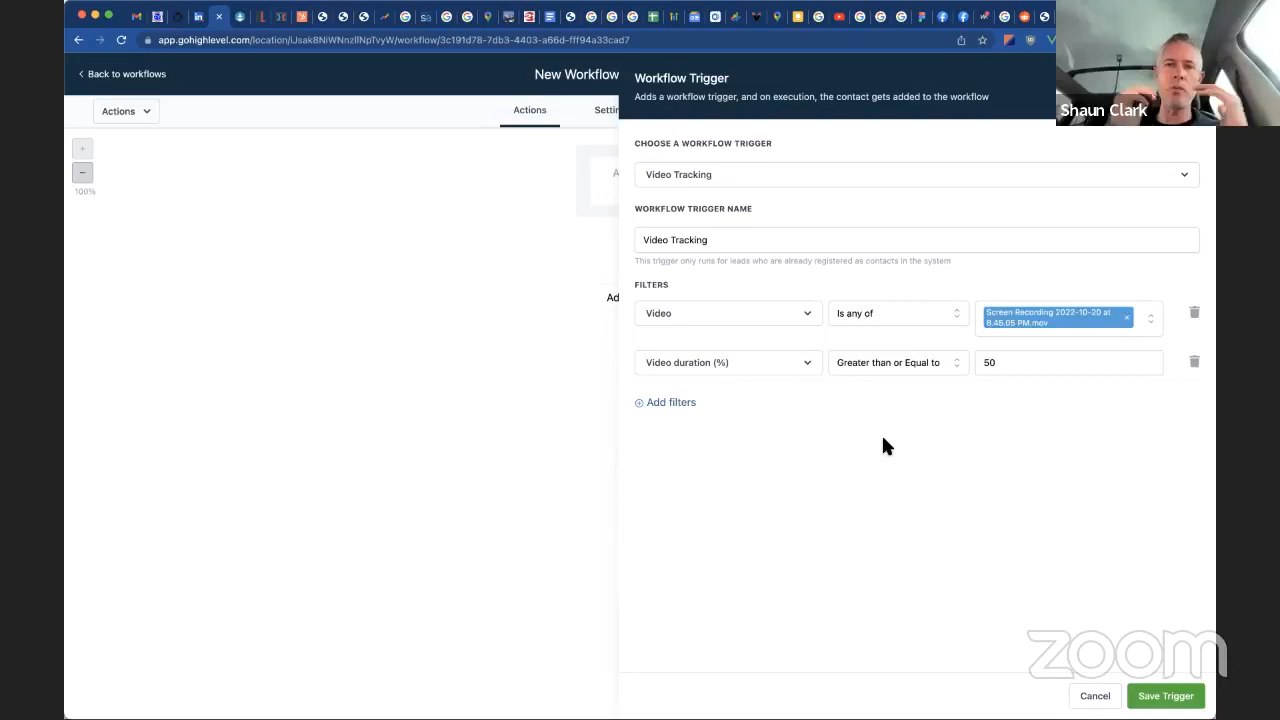 app.gohighlevel.com/location/iJsak8NiWNnzllNpTvyW/workflow/3c191d78-7db3-4403-a66d-fff94a33cad7
Back to workflows
New Workflow
Actions
Actions
Settin
100%
A
Ad
Workflow Trigger
Adds a workflow trigger, and on execution, the contact gets added to the workflow
CHOOSE A WORKFLOW TRIGGER
Video Tracking
WORKFLOW TRIGGER NAME
Video Tracking
This trigger only runs for leads who are already registered as contacts in the system
FILTERS
Video
Is any of
Screen Recording 2022-10-20 at
8.45.05 PM.mov
Video duration (%)
Greater than or Equal to
50
Add filters
Cancel
Save Trigger
Shaun Clark
zoom